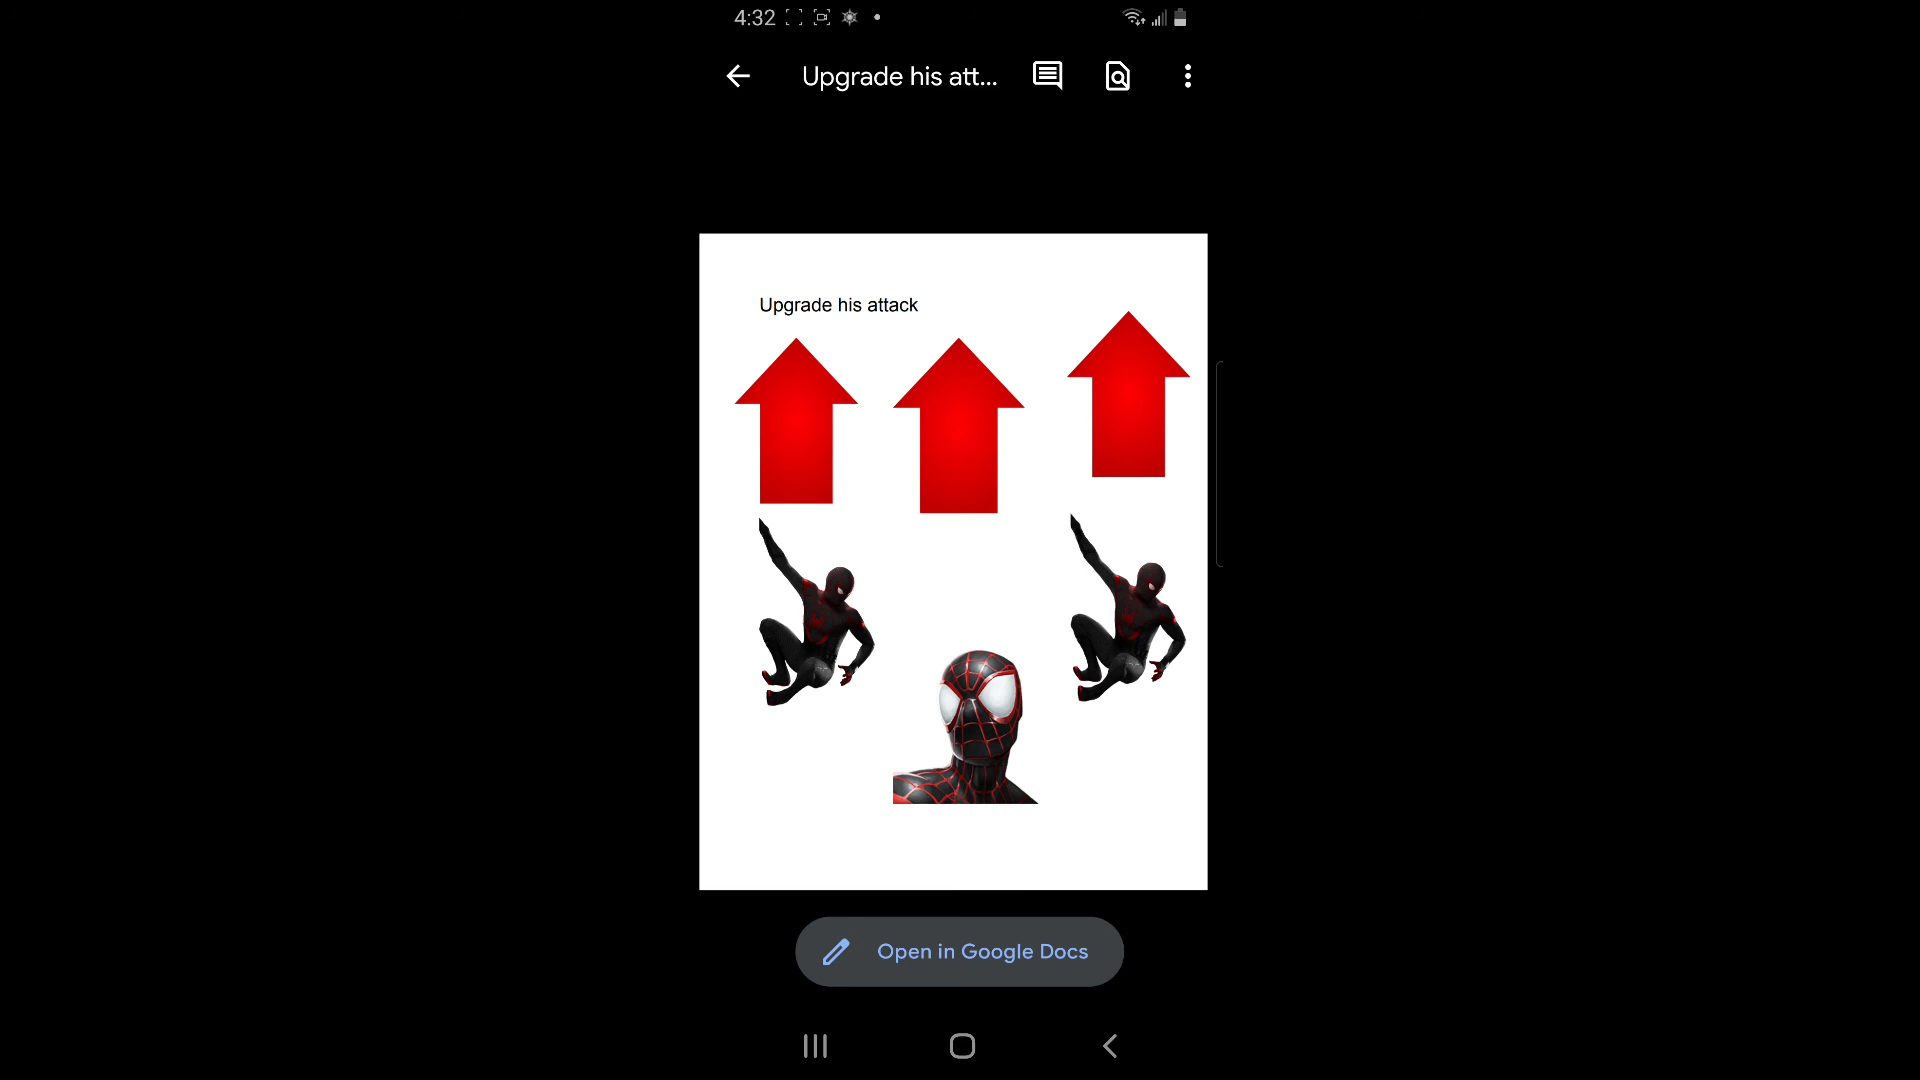 4:32
Upgrade his att...
Upgrade his attack
Open in Google Docs